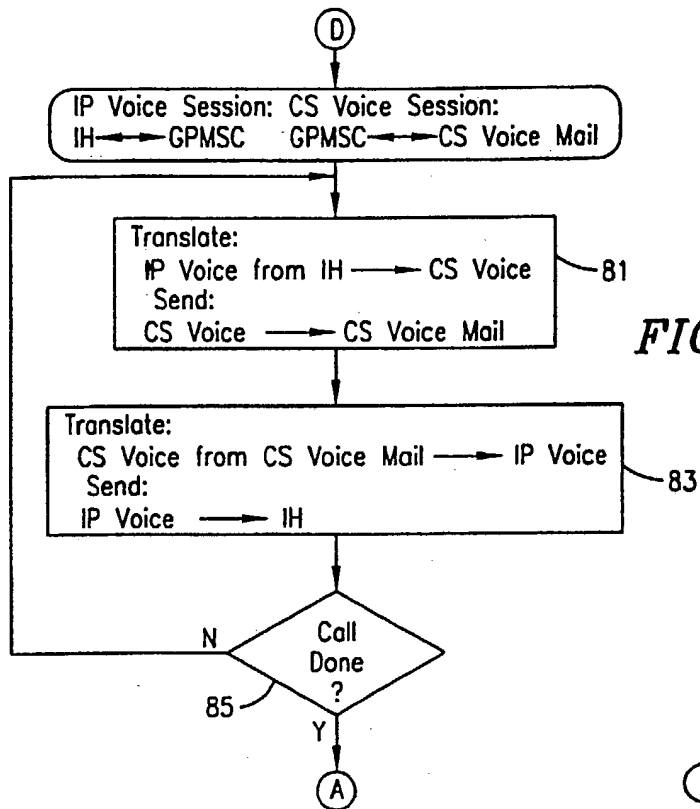 D
IP Voice Session: CS Voice Session:
IH GPMSC GPMSC CS Voice Mail
Translate:
IP Voice from IH CS Voice
Send:
CS Voice CS Voice Mail
81
FIG
Translate:
CS Voice from CS Voice Mail IP Voice
Send:
IP Voice IH
83
N
Call
Done
?
85
Y
A